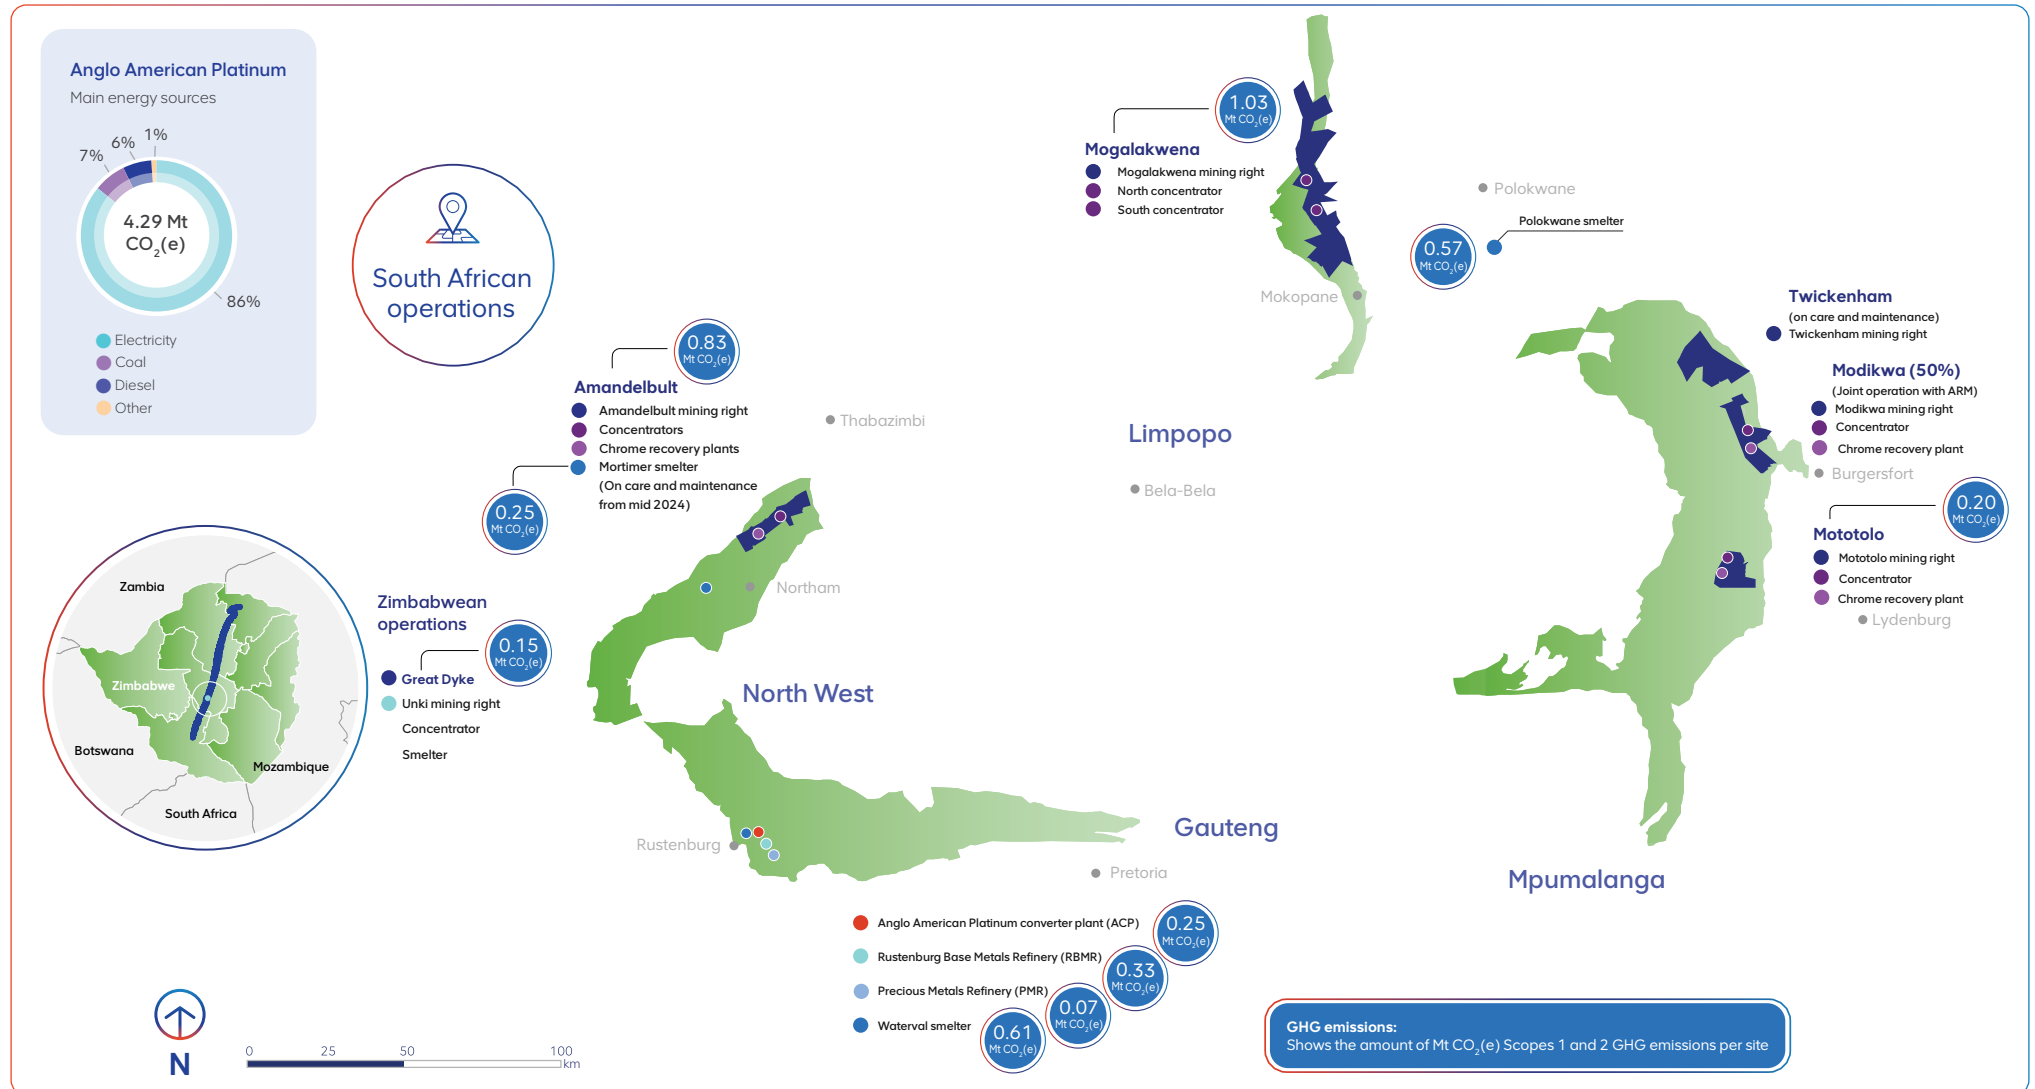 Anglo American Platinum
Main energy sources
1%
6%
7%
4.29 Mt
CO2(e)
86%
Electricity
Coal
Diesel
Other
South African
operations
1.03
Mt CO2(e)
Mogalakwena
Mogalakwena mining right
North concentrator
South concentrator
Polokwane
Polokwane smelter
0.57
Mt CO2(e)
Mokopane
Twickenham
(on care and maintenance)
Twickenham mining right
Modikwa (50%)
(Joint operation with ARM)
Modikwa mining right
Concentrator
Chrome recovery plant
Burgersfort
0.20
Mt CO2(e)
Mototolo
Mototolo mining right
Concentrator
Chrome recovery plant
Lydenburg
0.83
Mt CO2(e)
Amandelbult
Amandelbult mining right
Concentrators
Chrome recovery plants
Mortimer smelter
(On care and maintenance
from mid 2024)
0.25
Mt CO2(e)
Thabazimbi
Limpopo
Bela-Bela
Northam
Zambia
Zimbabwe
Botswana
Mozambique
South Africa
Zimbabwean
operations
0.15
Mt CO2(e)
Great Dyke
Unki mining right
Concentrator
Smelter
North West
Rustenburg
Gauteng
Pretoria
Mpumalanga
Anglo American Platinum converter plant (ACP)
0.25
Mt CO2(e)
Rustenburg Base Metals Refinery (RBMR)
0.33
Mt CO2(e)
Precious Metals Refinery (PMR)
0.07
Mt CO2(e)
Waterval smelter
0.61
Mt CO2(e)
N
0 25 50 100
km
GHG emissions:
Shows the amount of Mt CO2(e) Scopes 1 and 2 GHG emissions per site